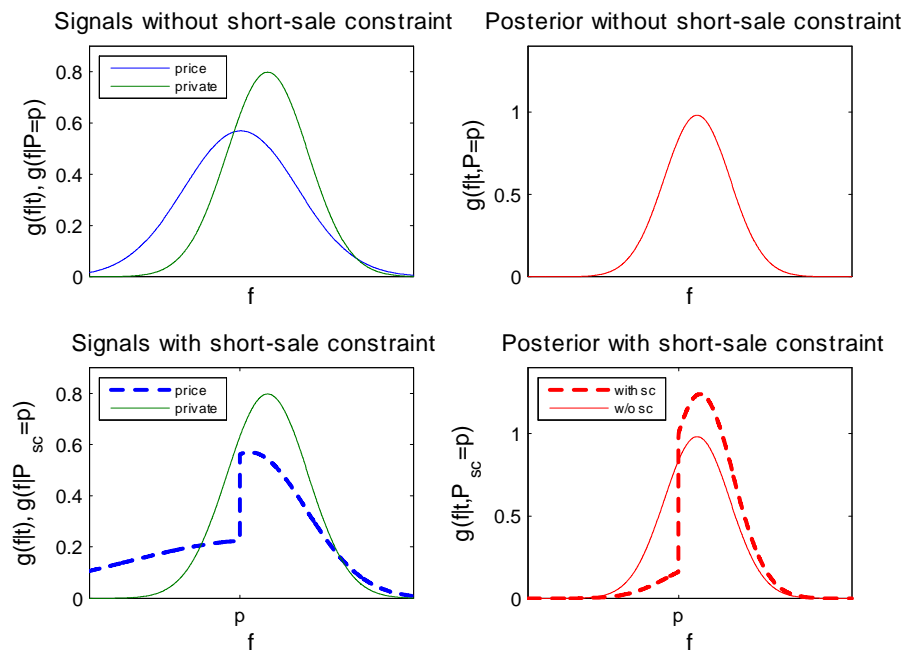 Signals without short-sale constraint
Posterior without short-sale constraint
0.8
0.6
0.4
0.2
0
g(f|t), g(f|P=p)
price
private
f
1
0.5
0
g(f|t,P=p)
f
Signals with short-sale constraint
Posterior with short-sale constraint
0.8
0.6
0.4
0.2
0
g(f|t), g(f|P_sc=p)
price
private
p
f
1
0.5
0
g(f|t,P_sc=p)
with sc
w/o sc
p
f